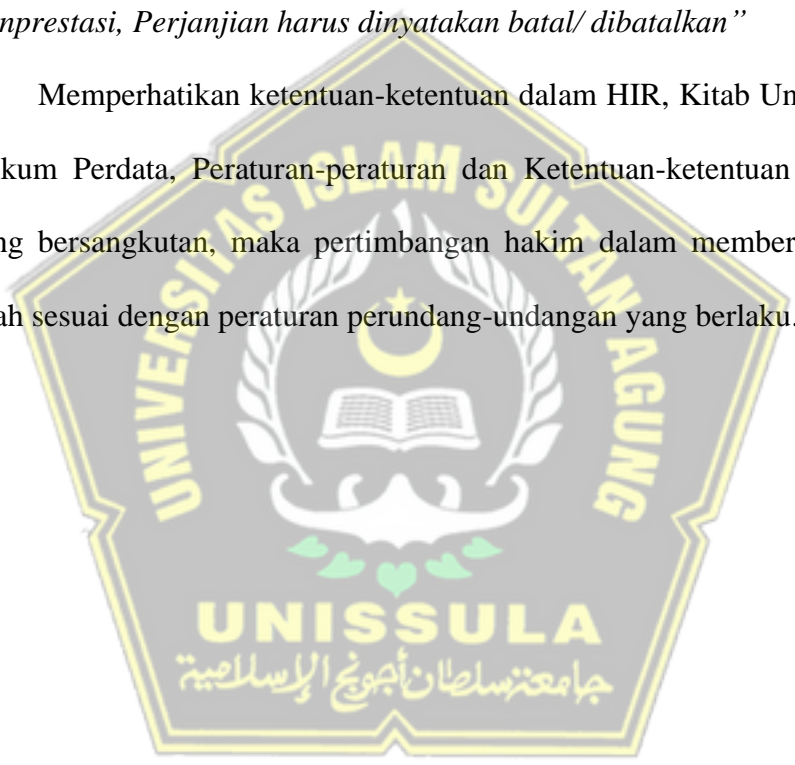 nprestasi, Perjanjian harus dinyatakan batal/ dibatalkan”
Memperhatikan ketentuan-ketentuan dalam HIR, Kitab Un
kum Perdata, Peraturan-peraturan dan Ketentuan-ketentuan
ng bersangkutan, maka pertimbangan hakim dalam member
ah sesuai dengan peraturan perundang-undangan yang berlaku.
UNIVERSITAS ISLAM SULTAN AGUNG
UNISSULA
جامعة سلطان أجونج الإسلامية